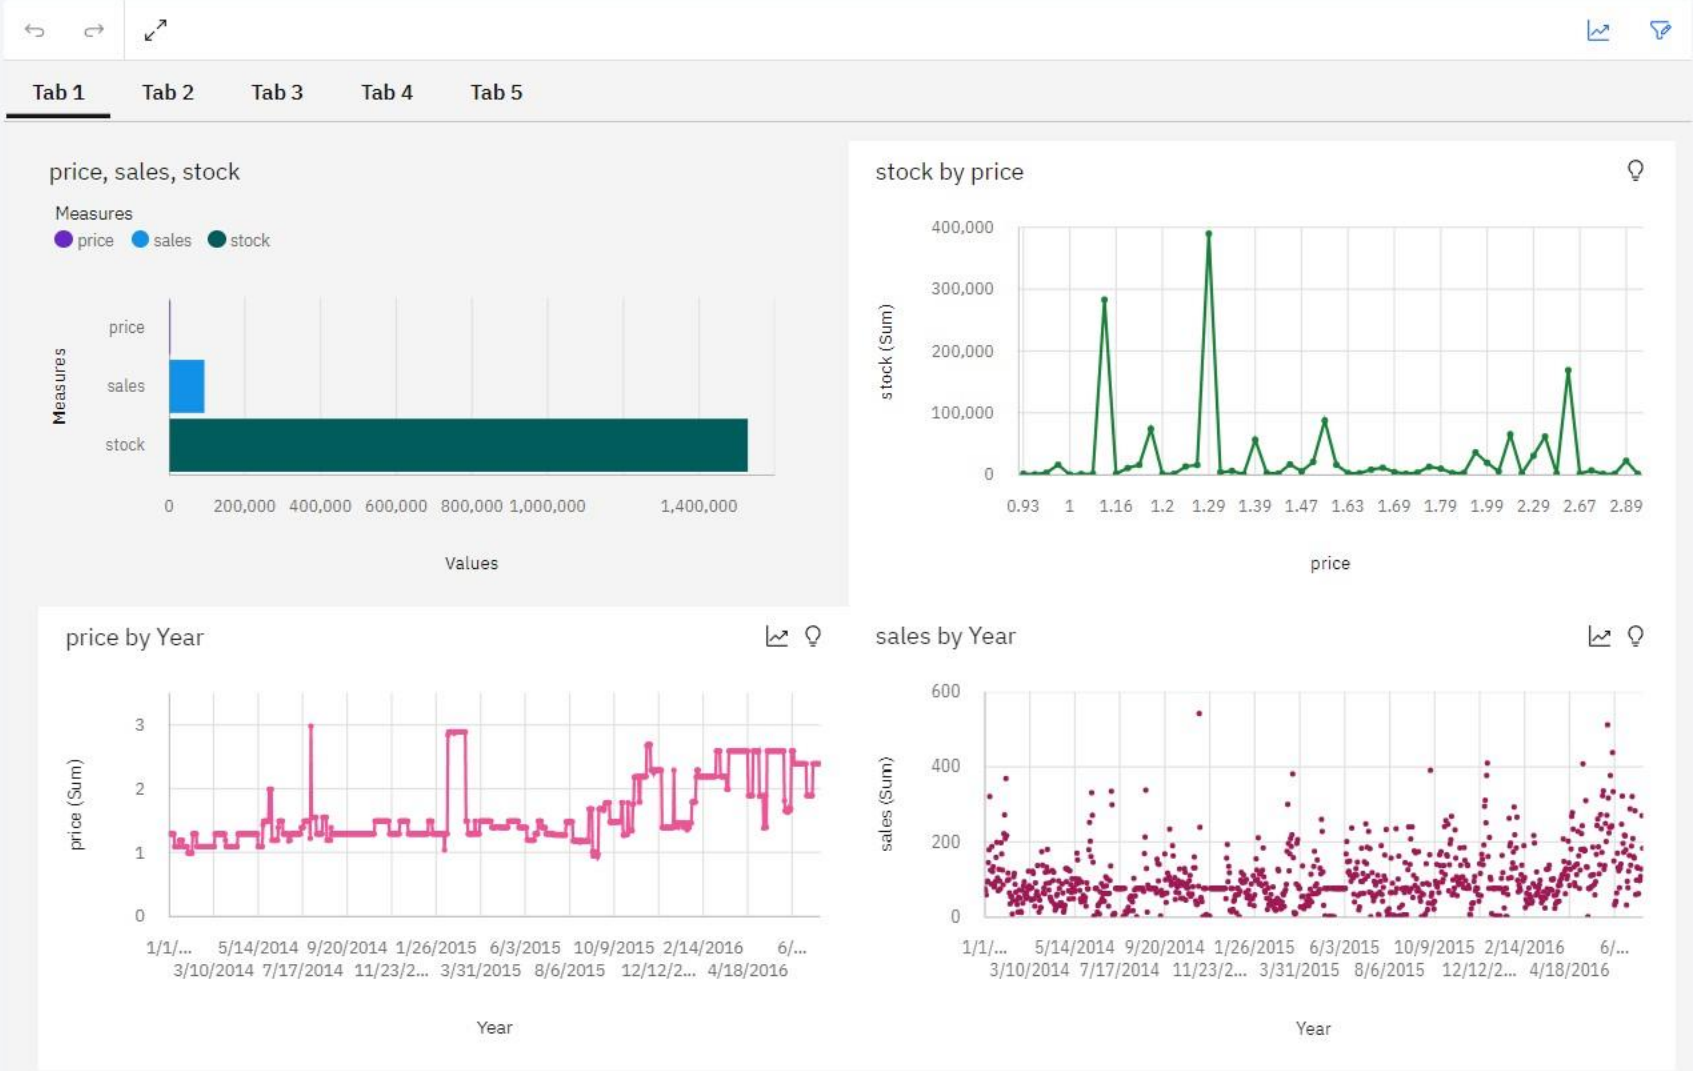 Tab 1 Tab 2 Tab 3 Tab 4 Tab 5
price, sales, stock
Measures
price sales stock
Measures
price
sales
stock
0 200,000 400,000 600,000 800,000 1,000,000 1,400,000
Values
stock by price
stock (Sum)
400,000
300,000
200,000
100,000
0
0.93 1 1.16 1.2 1.29 1.39 1.47 1.63 1.69 1.79 1.99 2.29 2.67 2.89
price
price by Year
price (Sum)
3
2
1
0
1/1/... 5/14/2014 9/20/2014 1/26/2015 6/3/2015 10/9/2015 2/14/2016 6/...
3/10/2014 7/17/2014 11/23/2... 3/31/2015 8/6/2015 12/12/2... 4/18/2016
Year
sales by Year
sales (Sum)
600
400
200
0
1/1/... 5/14/2014 9/20/2014 1/26/2015 6/3/2015 10/9/2015 2/14/2016 6/...
3/10/2014 7/17/2014 11/23/2... 3/31/2015 8/6/2015 12/12/2... 4/18/2016
Year